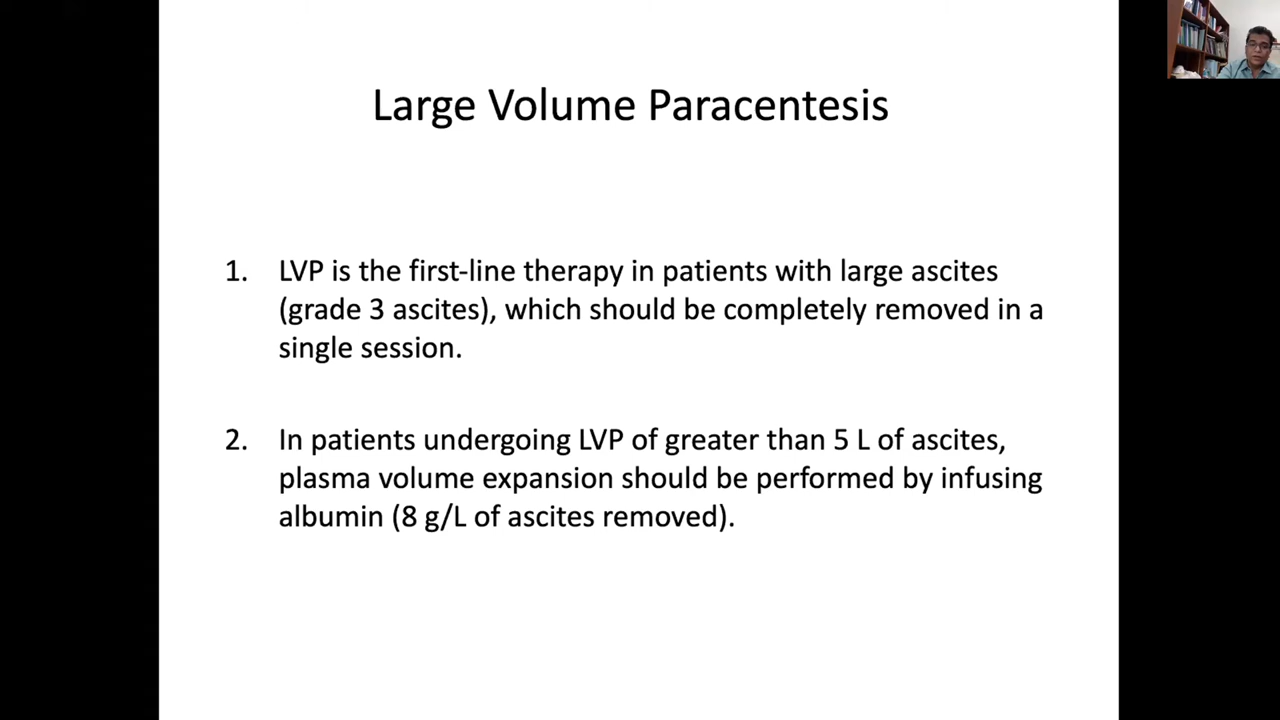 Large Volume Paracentesis
1. LVP is the first-line therapy in patients with large ascites
(grade 3 ascites), which should be completely removed in a
single session.
2. In patients undergoing LVP of greater than 5 L of ascites,
plasma volume expansion should be performed by infusing
albumin (8 g/L of ascites removed).